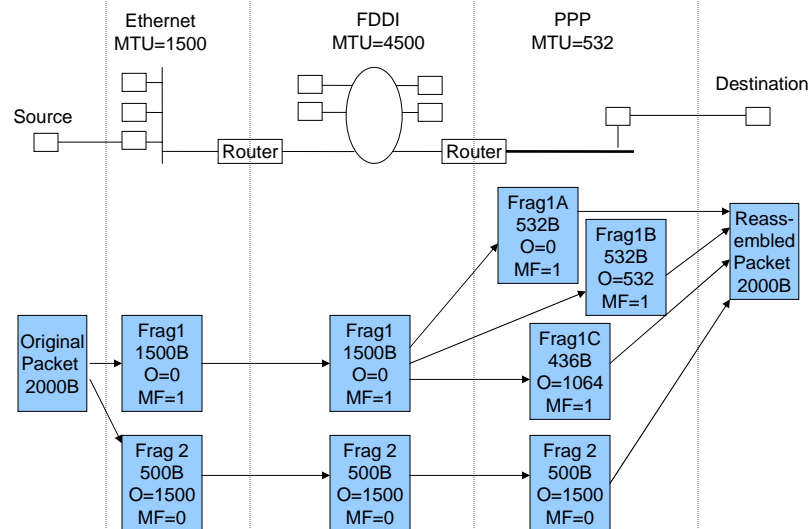 Ethernet
MTU=1500
FDDI
MTU=4500
PPP
MTU=532
Source
Destination
Router
Router
Original
Packet
2000B
Frag1
1500B
O=0
MF=1
Frag 2
500B
O=1500
MF=0
Frag1
1500B
O=0
MF=1
Frag 2
500B
O=1500
MF=0
Frag1A
532B
O=0
MF=1
Frag1B
532B
O=532
MF=1
Frag1C
436B
O=1064
MF=1
Frag 2
500B
O=1500
MF=0
Reass-
embled
Packet
2000B